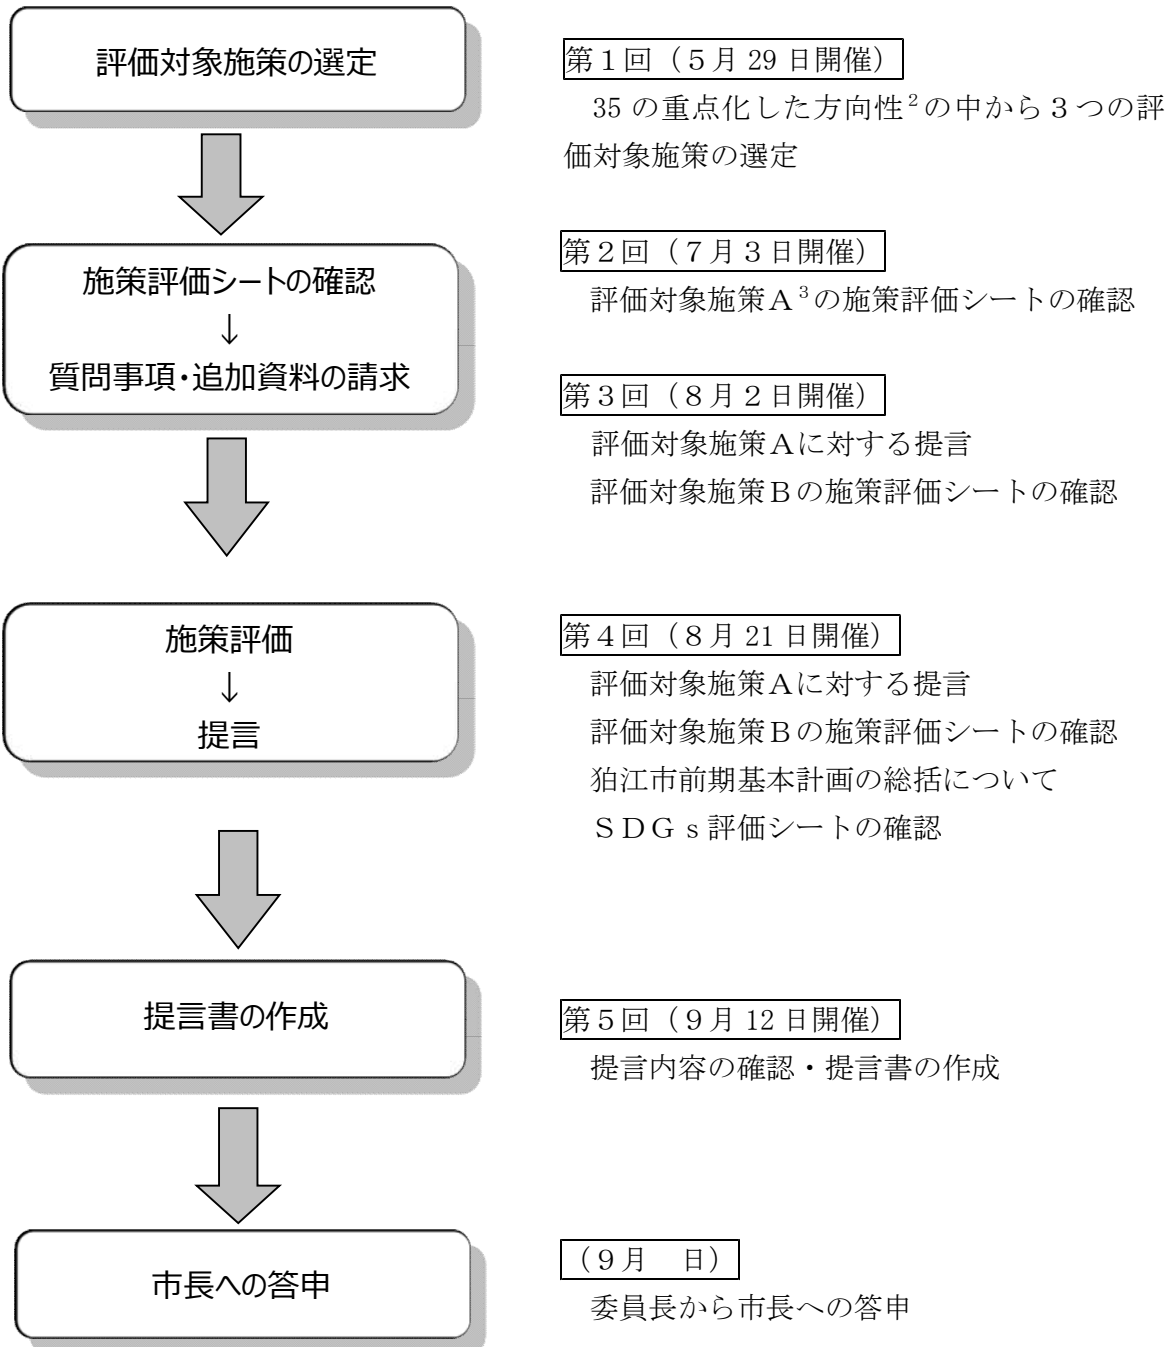 評価対象施策の選定
第１回（５月 29 日開催）
35 の重点化した方向性²の中から３つの評
価対象施策の選定
施策評価シートの確認
↓
質問事項・追加資料の請求
第２回（７月３日開催）
評価対象施策Ａ³の施策評価シートの確認
第３回（８月２日開催）
評価対象施策Ａに対する提言
評価対象施策Ｂの施策評価シートの確認
施策評価
↓
提言
第４回（８月 21 日開催）
評価対象施策Ａに対する提言
評価対象施策Ｂの施策評価シートの確認
狛江市前期基本計画の総括について
ＳＤＧｓ評価シートの確認
提言書の作成
第５回（９月 12 日開催）
提言内容の確認・提言書の作成
市長への答申
（９月　日）
委員長から市長への答申